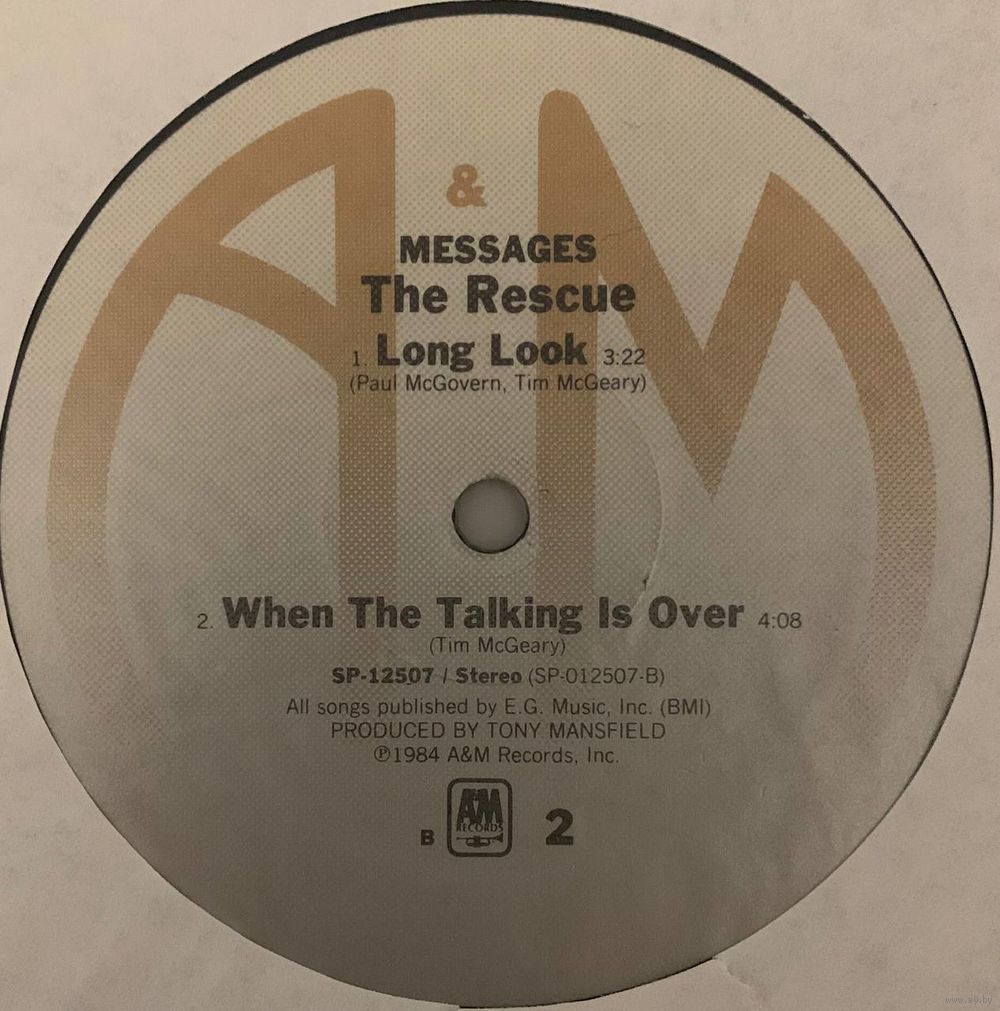 A & M
MESSAGES
The Rescue
1. Long Look 3:22
(Paul McGovern, Tim McGeary)
2. When The Talking Is Over 4:08
(Tim McGeary)
SP-12507 / Stereo (SP-012507-B)
All songs published by E.G. Music, Inc. (BMI)
PRODUCED BY TONY MANSFIELD
℗1984 A&M Records, Inc.
B A&M RECORDS 2